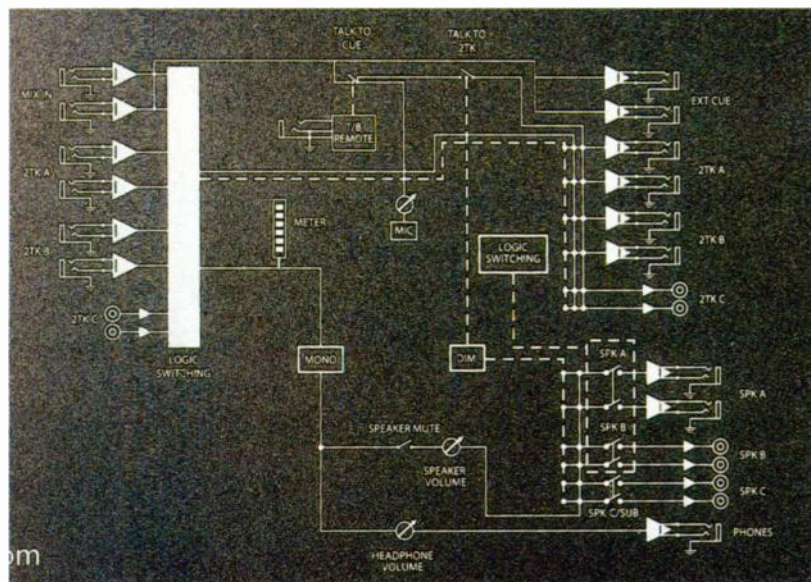 TALK TO CUE
TALK TO 2TK
MIX IN
EXT CUE
T/B REMOTE
2TK A
2TK A
METER
MIC
2TK B
LOGIC SWITCHING
2TK B
2TK C
2TK C
LOGIC SWITCHING
MONO
DIM
SPK A
SPK A
SPEAKER MUTE
SPK B
SPK B
SPEAKER VOLUME
SPK C
SPK C/SUB
PHONES
HEADPHONE VOLUME
om